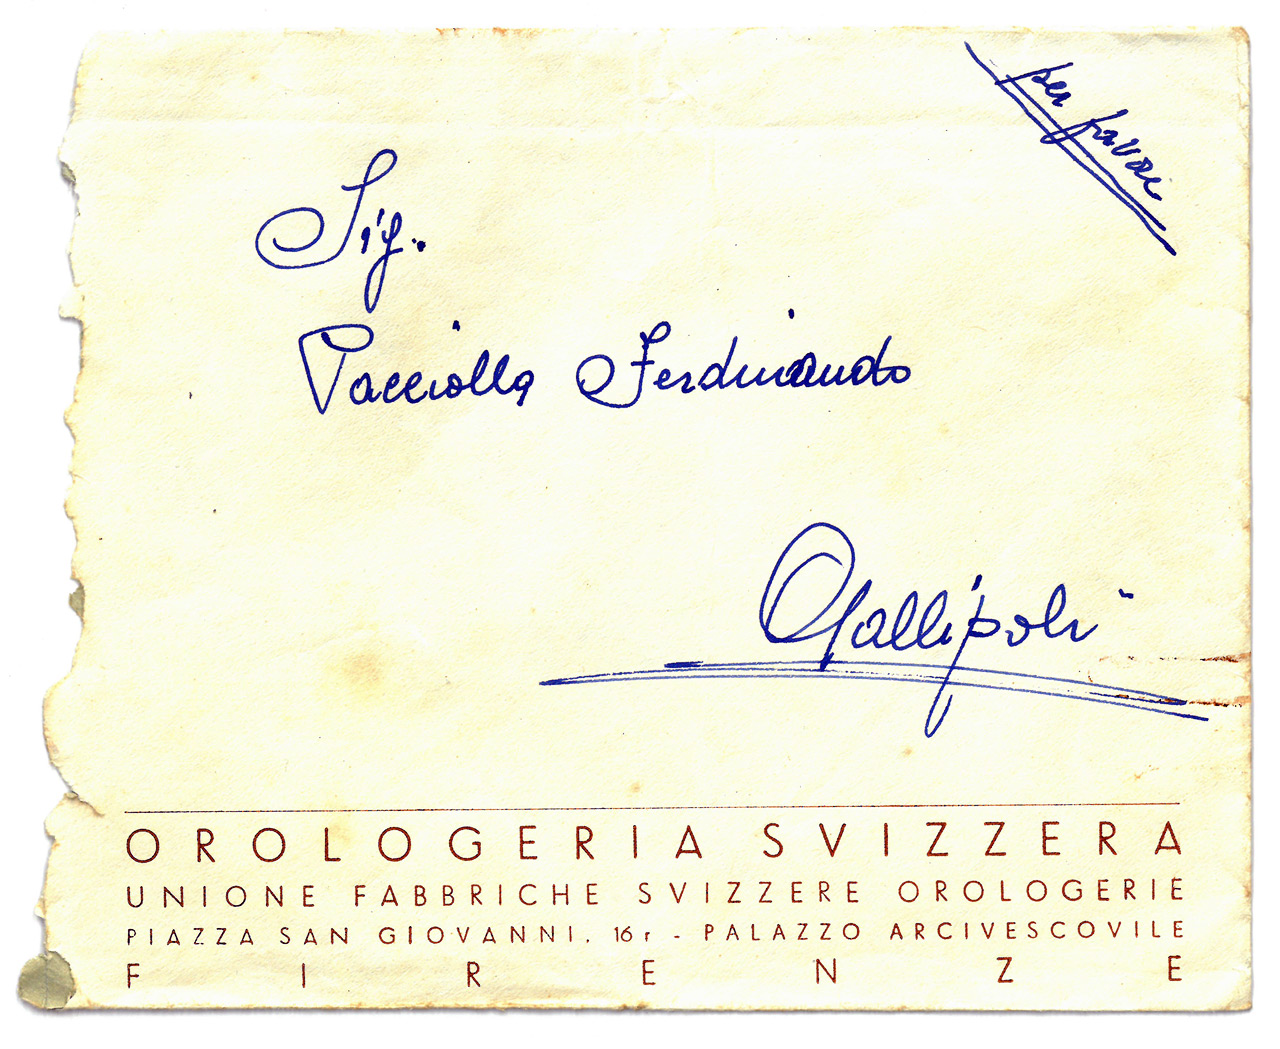 per favore
Sig.
Pacciolla Ferdinando
Gallipoli
OROLOGERIA SVIZZERA
UNIONE FABBRICHE SVIZZERE OROLOGERIE
PIAZZA SAN GIOVANNI, 16r - PALAZZO ARCIVESCOVILE
FIRENZE